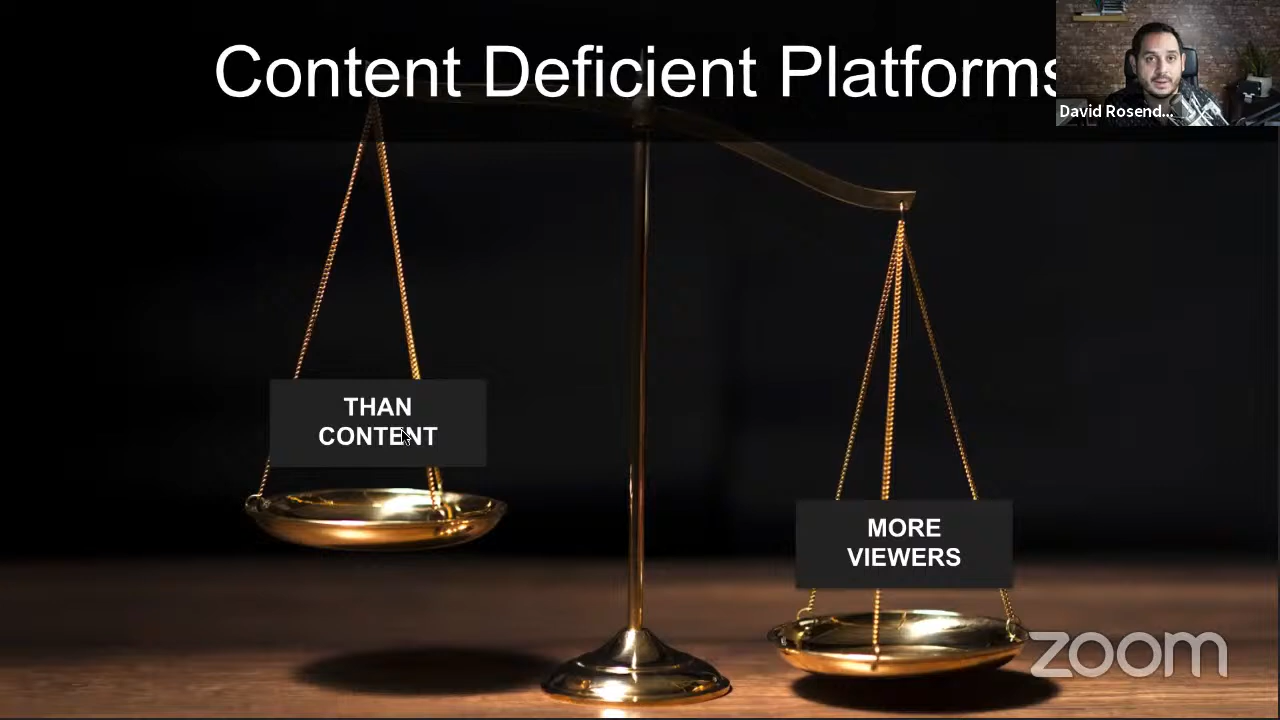 Content Deficient Platforms
David Rosend...
THAN
CONTENT
MORE
VIEWERS
zoom